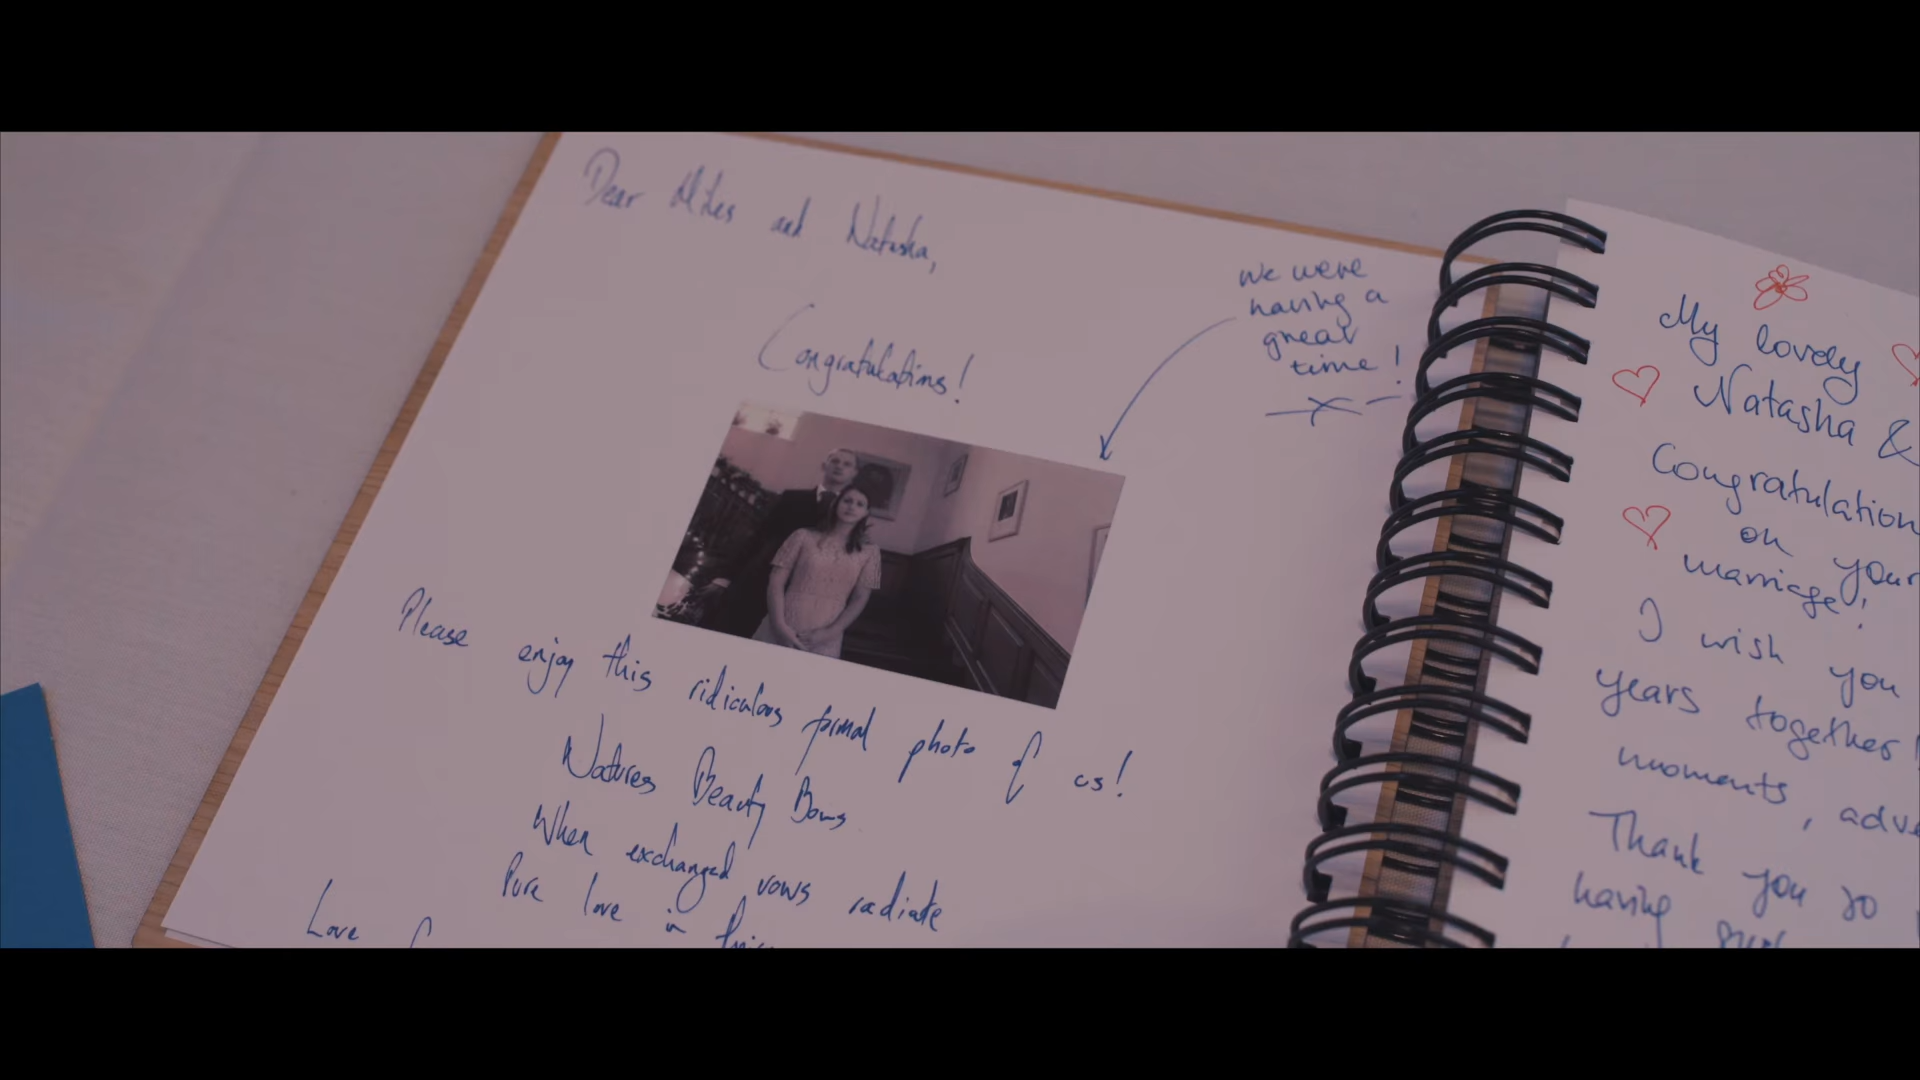 Dear Miles and Natasha,
Congratulations!
we were
having a
great
time!
Please enjoy this ridiculous formal photo of us!
Natures Beauty Bows
When exchanged vows radiate
Pure love in
Love
My lovely
Natasha &
Congratulation
on your
marriage!
I wish you
years together!
moments, adve
Thank you so
having